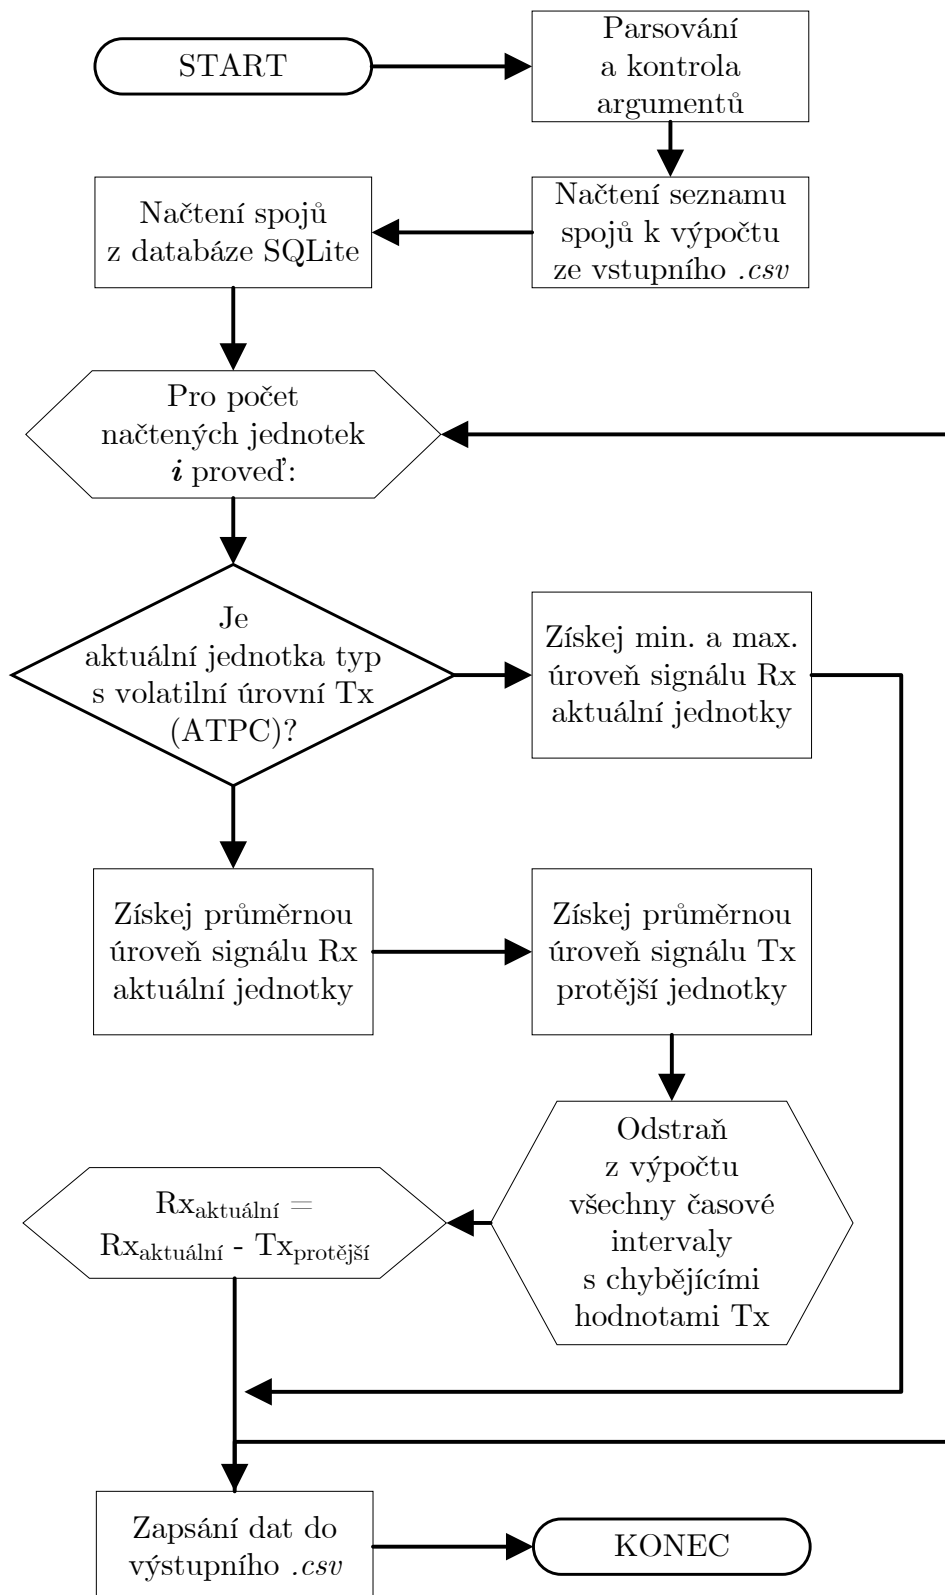 START
Parsování
a kontrola
argumentů
Načtení spojů
z databáze SQLite
Načtení seznamu
spojů k výpočtu
ze vstupního .csv
Pro počet
načtených jednotek
i proveď:
Je
aktuální jednotka typ
s volatilní úrovní Tx
(ATPC)?
Získej min. a max.
úroveň signálu Rx
aktuální jednotky
Získej průměrnou
úroveň signálu Rx
aktuální jednotky
Získej průměrnou
úroveň signálu Tx
protější jednotky
Odstraň
z výpočtu
všechny časové
intervaly
s chybějícími
hodnotami Tx
Rxaktuální =
Rxaktuální - Txprotější
Zapsání dat do
výstupního .csv
KONEC